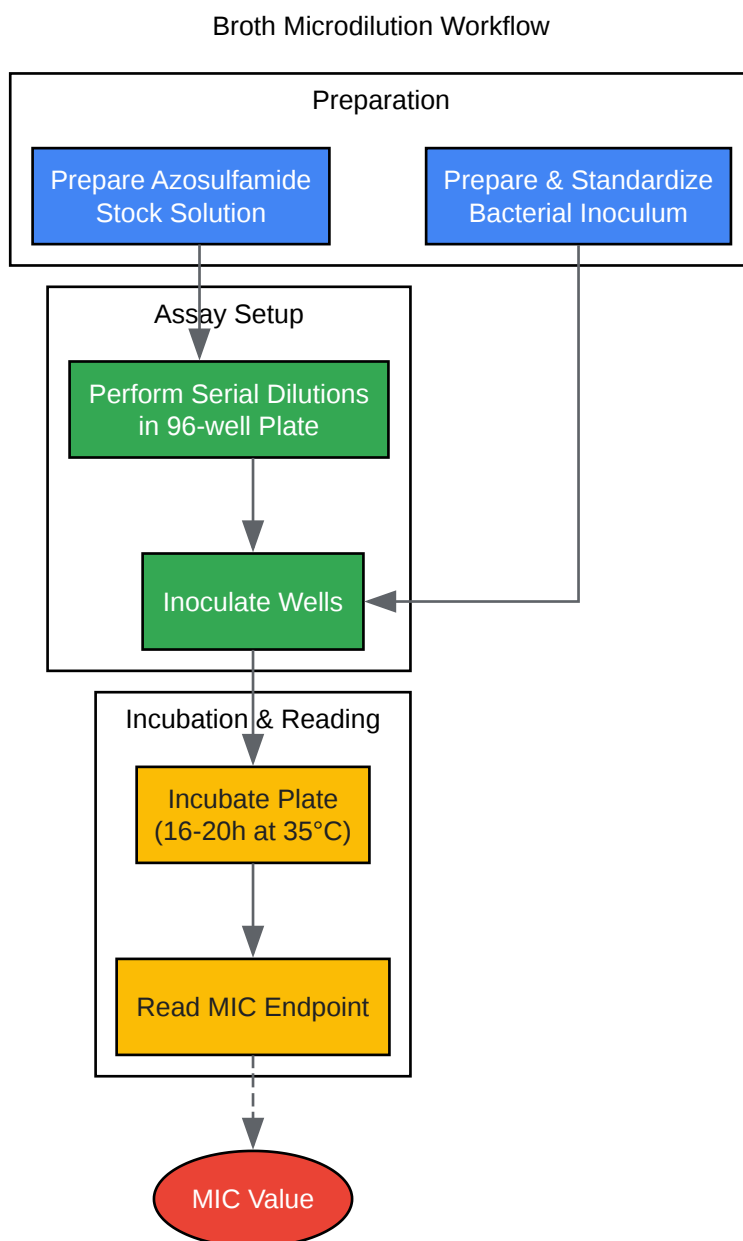 Broth Microdilution Workflow
Preparation
Prepare Azosulfamide
Stock Solution
Prepare & Standardize
Bacterial Inoculum
Assay Setup
Perform Serial Dilutions
in 96-well Plate
Inoculate Wells
Incubation & Reading
Incubate Plate
(16-20h at 35°C)
Read MIC Endpoint
MIC Value